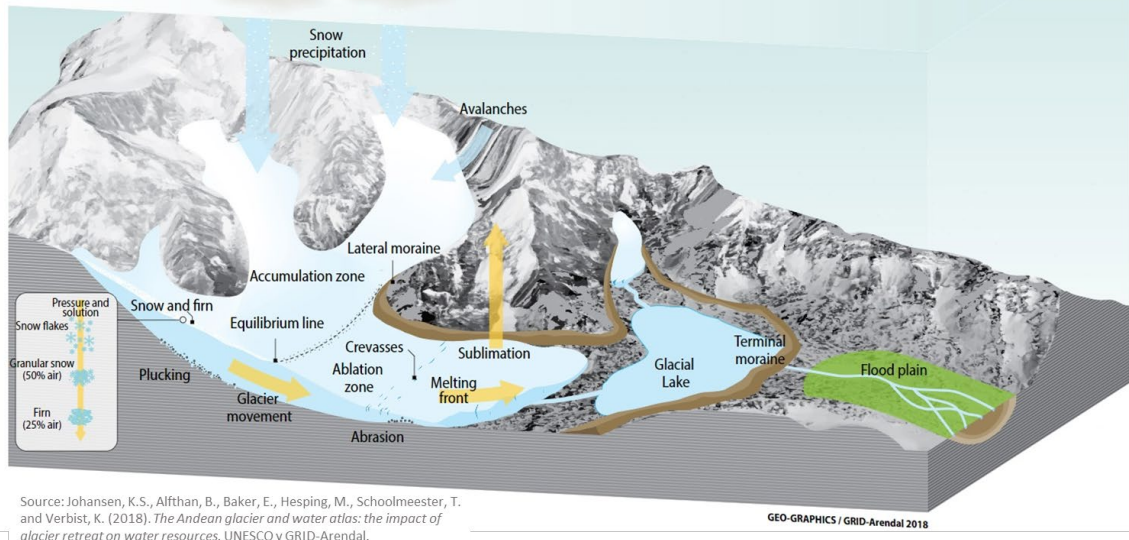 Snow
precipitation
Avalanches
Lateral moraine
Accumulation zone
Pressure and
solution
Snow flakes
Granular snow
(50% air)
Firn
(25% air)
Snow and firn
Equilibrium line
Crevasses
Sublimation
Plucking
Ablation
zone
Melting
front
Glacier
movement
Abrasion
Glacial
Lake
Terminal
moraine
Flood plain
Source: Johansen, K.S., Alfthan, B., Baker, E., Hesping, M., Schoolmeester, T.
and Verbist, K. (2018). The Andean glacier and water atlas: the impact of
glacier retreat on water resources. UNESCO y GRID-Arendal.
GEO-GRAPHICS / GRID-Arendal 2018